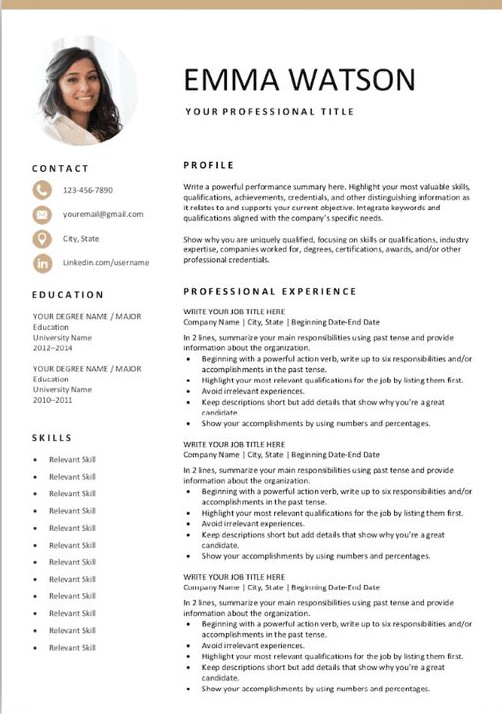 EMMA WATSON
YOUR PROFESSIONAL TITLE
CONTACT
123-456-7890
youremail@gmail.com
City, State
Linkedin.com/username
EDUCATION
YOUR DEGREE NAME / MAJOR
Education
University Name
2012–2014
YOUR DEGREE NAME / MAJOR
Education
University Name
2010–2011
SKILLS
• Relevant Skill
• Relevant Skill
• Relevant Skill
• Relevant Skill
• Relevant Skill
• Relevant Skill
• Relevant Skill
• Relevant Skill
• Relevant Skill
• Relevant Skill
• Relevant Skill
• Relevant Skill
PROFILE
Write a powerful performance summary here. Highlight your most valuable skills,
qualifications, achievements, credentials, and other distinguishing information as
it relates to and supports your current objective. Integrate keywords and
qualifications aligned with the company's specific needs.
Show why you are uniquely qualified, focusing on skills or qualifications, industry
expertise, companies worked for, degrees, certifications, awards, and/or other
professional credentials.
PROFESSIONAL EXPERIENCE
WRITE YOUR JOB TITLE HERE
Company Name | City, State | Beginning Date-End Date
In 2 lines, summarize your main responsibilities using past tense and provide
information about the organization.
• Beginning with a powerful action verb, write up to six responsibilities and/or
accomplishments in the past tense.
• Highlight your most relevant qualifications for the job by listing them first.
• Avoid irrelevant experiences.
• Keep descriptions short but add details that show why you're a great
candidate.
• Show your accomplishments by using numbers and percentages.
WRITE YOUR JOB TITLE HERE
Company Name | City, State | Beginning Date-End Date
In 2 lines, summarize your main responsibilities using past tense and provide
information about the organization.
• Beginning with a powerful action verb, write up to six responsibilities and/or
accomplishments in the past tense.
• Highlight your most relevant qualifications for the job by listing them first.
• Avoid irrelevant experiences.
• Keep descriptions short but add details that show why you're a great
candidate.
• Show your accomplishments by using numbers and percentages.
WRITE YOUR JOB TITLE HERE
Company Name | City, State | Beginning Date-End Date
In 2 lines, summarize your main responsibilities using past tense and provide
information about the organization.
• Beginning with a powerful action verb, write up to six responsibilities and/or
accomplishments in the past tense.
• Avoid irrelevant experiences.
• Highlight your most relevant qualifications for the job by listing them first.
• Keep descriptions short but add details that show why you're a great
candidate.
• Show your accomplishments by using numbers and percentages.